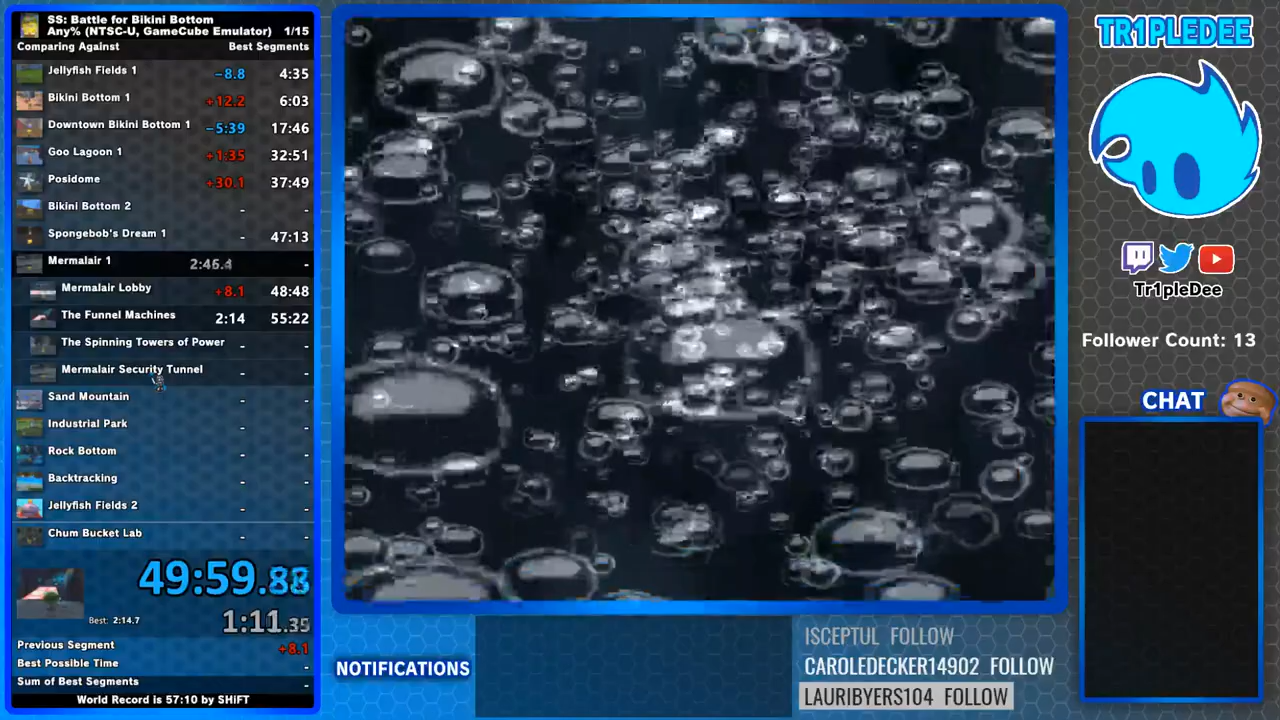 SS: Battle for Bikini Bottom
Any% (NTSC-U, GameCube Emulator) 1/15
Comparing Against Best Segments
Jellyfish Fields 1 -8.8 4:35
Bikini Bottom 1 +12.2 6:03
Downtown Bikini Bottom 1 -5:39 17:46
Goo Lagoon 1 +1:35 32:51
Posidome +30.1 37:49
Bikini Bottom 2 - -
Spongebob's Dream 1 - 47:13
Mermalair 1 2:46.4 -
Mermalair Lobby +8.1 48:48
The Funnel Machines 2:14 55:22
The Spinning Towers of Power - -
Mermalair Security Tunnel - -
Sand Mountain - -
Industrial Park - -
Rock Bottom - -
Backtracking - -
Jellyfish Fields 2 - -
Chum Bucket Lab - -
49:59.88
Best: 2:14.7 1:11.35
Previous Segment +8.1
Best Possible Time -
Sum of Best Segments -
World Record is 57:10 by SHiFT
NOTIFICATIONS
ISCEPTUL FOLLOW
CAROLEDECKER14902 FOLLOW
LAURIBYERS104 FOLLOW
TR1PLEDEE
Tr1pleDee
Follower Count: 13
CHAT